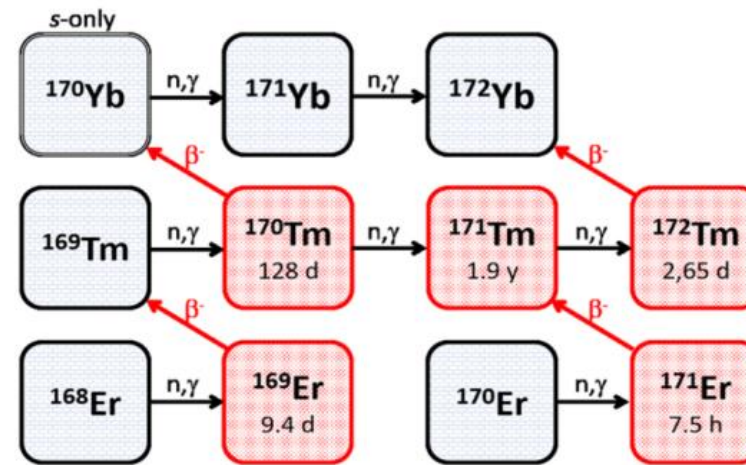 s-only
¹⁷⁰Yb n,γ ¹⁷¹Yb n,γ ¹⁷²Yb
β⁻ β⁻
¹⁶⁹Tm n,γ ¹⁷⁰Tm n,γ ¹⁷¹Tm n,γ ¹⁷²Tm
128 d 1.9 y 2,65 d
β⁻ β⁻
¹⁶⁸Er n,γ ¹⁶⁹Er ¹⁷⁰Er n,γ ¹⁷¹Er
9.4 d 7.5 h